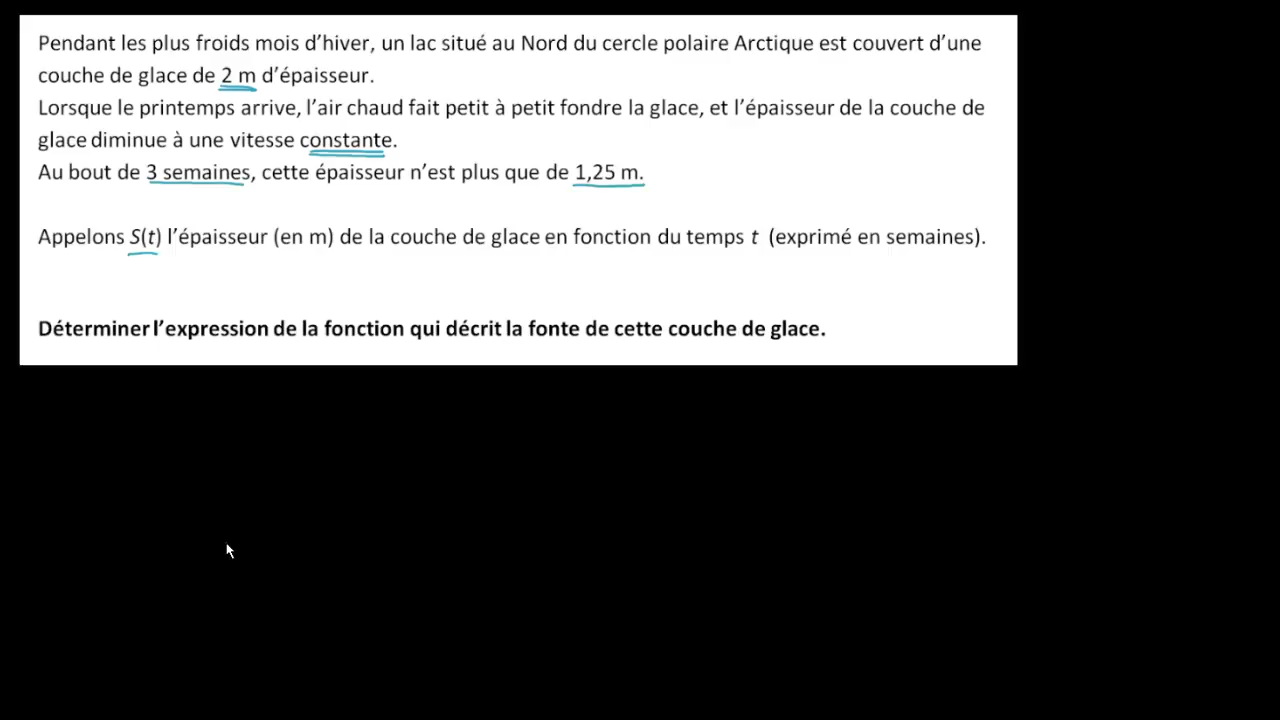 Pendant les plus froids mois d’hiver, un lac situé au Nord du cercle polaire Arctique est couvert d’une
couche de glace de 2 m d’épaisseur.
Lorsque le printemps arrive, l’air chaud fait petit à petit fondre la glace, et l’épaisseur de la couche de
glace diminue à une vitesse constante.
Au bout de 3 semaines, cette épaisseur n’est plus que de 1,25 m.
Appelons S(t) l’épaisseur (en m) de la couche de glace en fonction du temps t (exprimé en semaines).
Déterminer l’expression de la fonction qui décrit la fonte de cette couche de glace.